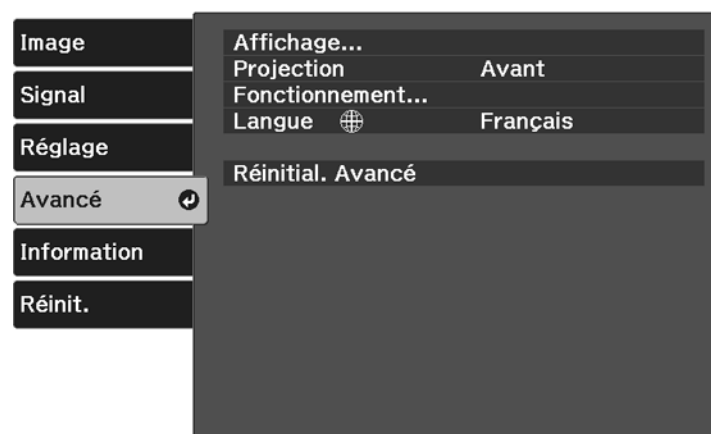 Image
Signal
Réglage
Avancé
Information
Réinit.
Affichage...
Projection Avant
Fonctionnement...
Langue Français
Réinitial. Avancé